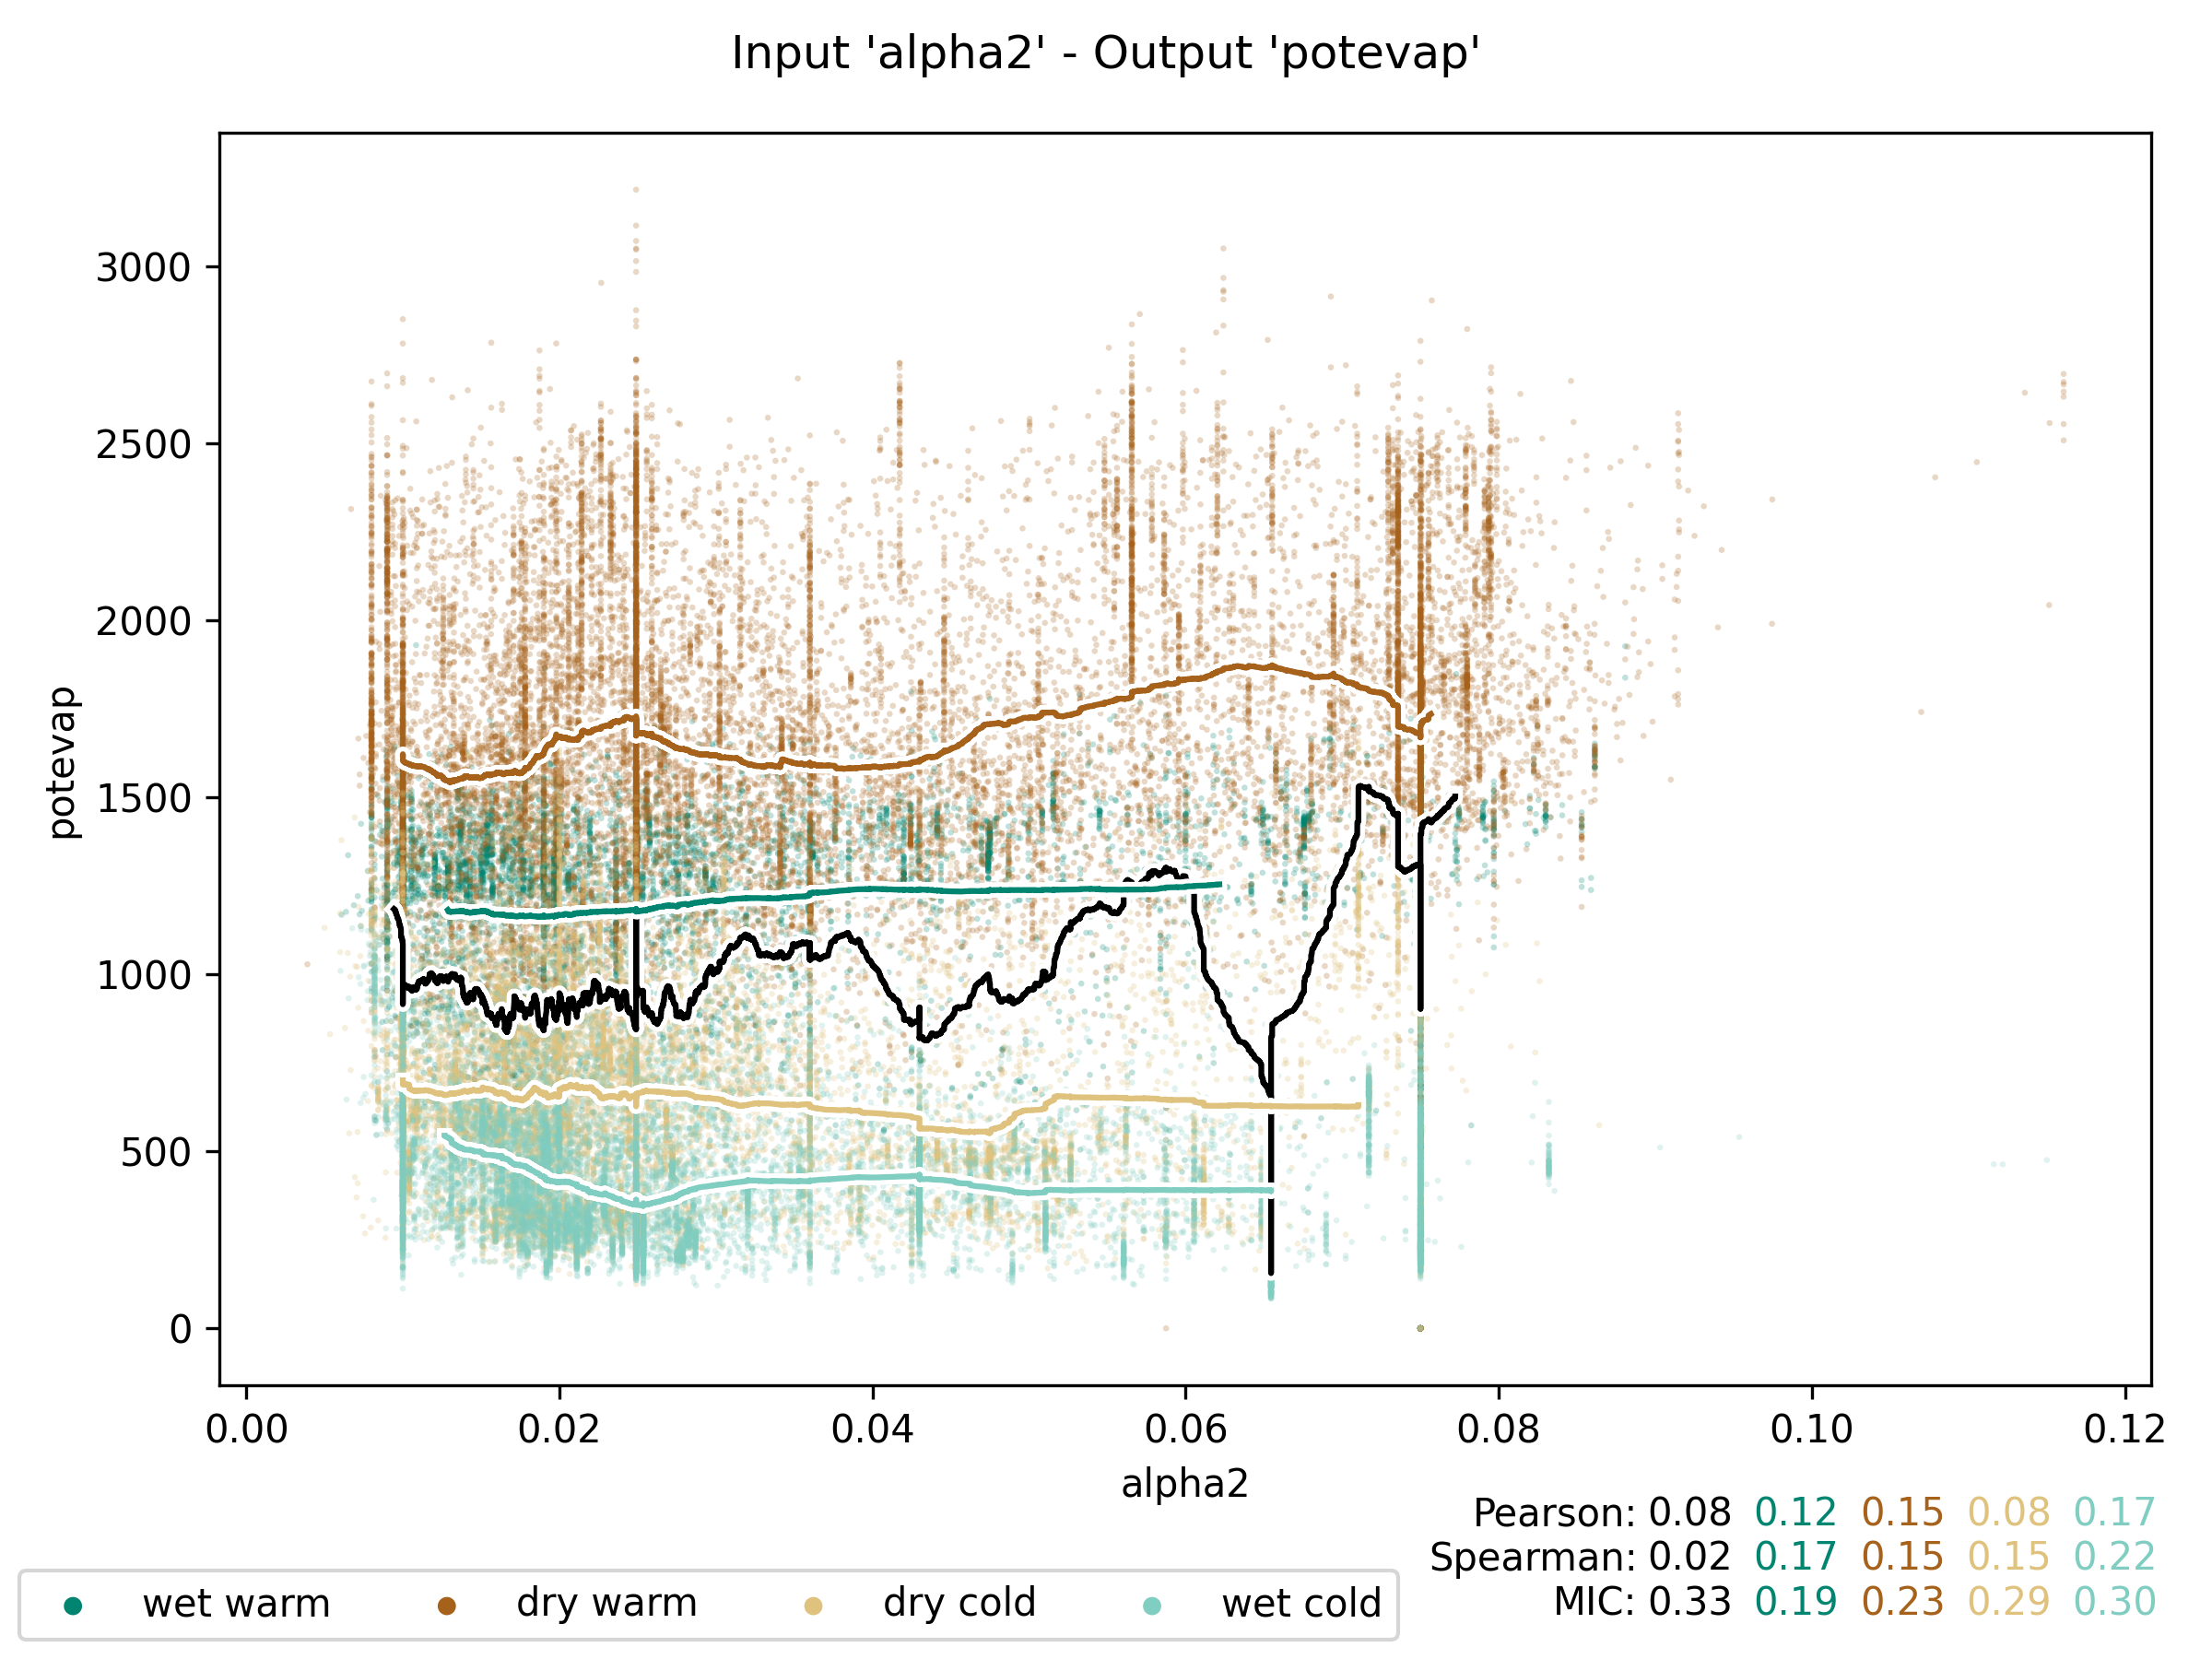 Input 'alpha2' - Output 'potevap'
3000
2500
2000
1500
1000
500
0
potevap
0.00 0.02 0.04 0.06 0.08 0.10 0.12
alpha2
Pearson: 0.08 0.12 0.15 0.08 0.17
Spearman: 0.02 0.17 0.15 0.15 0.22
MIC: 0.33 0.19 0.23 0.29 0.30
wet warm dry warm dry cold wet cold